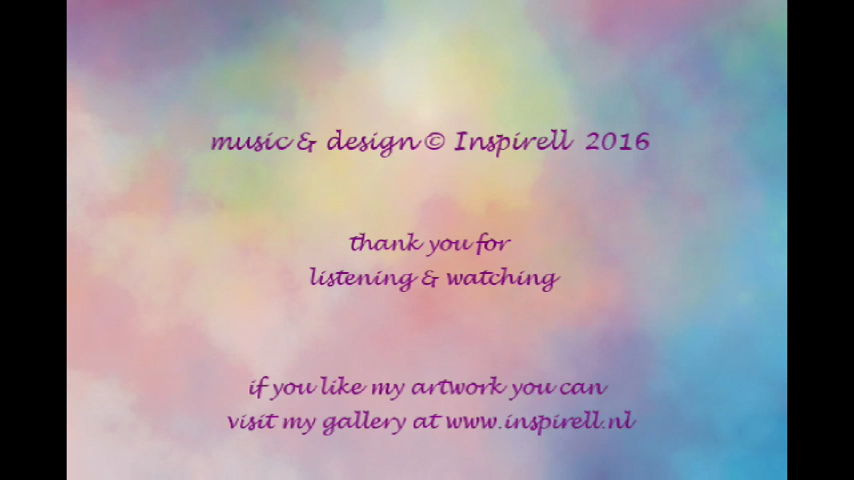 music & design © Inspirell 2016
thank you for
listening & watching
if you like my artwork you can
visit my gallery at www.inspirell.nl